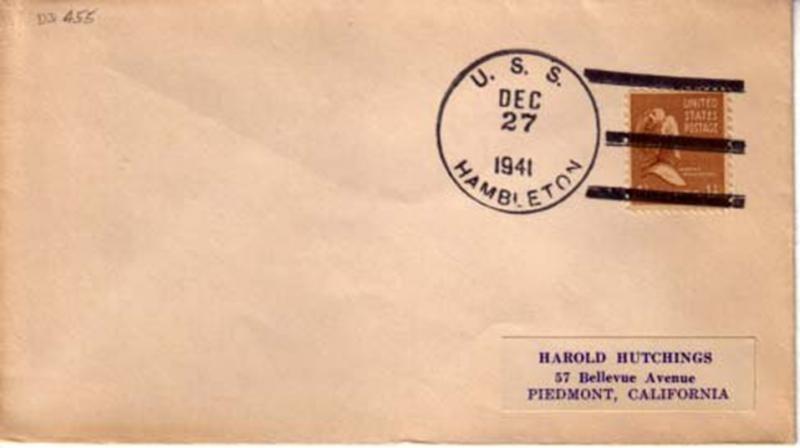 DD 455
U. S. S.
DEC
27
1941
HAMBLETON
UNITED
STATES
POSTAGE
HAROLD HUTCHINGS
57 Bellevue Avenue
PIEDMONT, CALIFORNIA